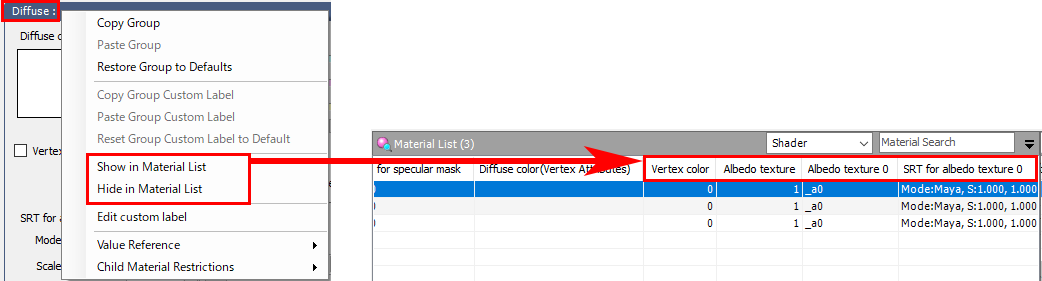 Diffuse :
Diffuse c
Verte
SRT for a
Mode:
Scale:
Copy Group
Paste Group
Restore Group to Defaults
Copy Group Custom Label
Paste Group Custom Label
Reset Group Custom Label to Default
Show in Material List
Hide in Material List
Edit custom label
Value Reference
Child Material Restrictions
Material List (3)
Shader
Material Search
for specular mask Diffuse color(Vertex Attributes) Vertex color Albedo texture Albedo texture 0 SRT for albedo texture 0
) 0 1 _a0 Mode:Maya, S:1.000, 1.000
) 0 1 _a0 Mode:Maya, S:1.000, 1.000
) 0 1 _a0 Mode:Maya, S:1.000, 1.000